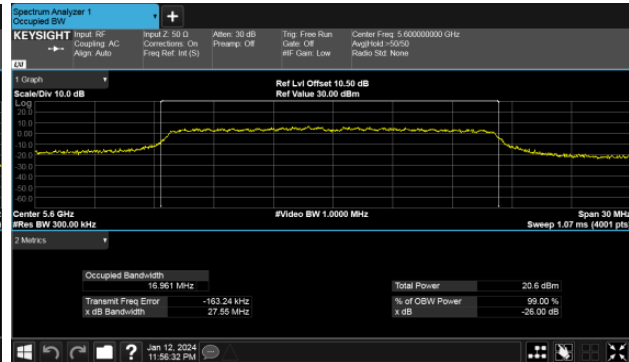 Spectrum Analyzer 1
Occupied BW
+
KEYSIGHT Input: RF Input Z: 50 Ω Atten: 30 dB Trig: Free Run Center Freq: 5.600000000 GHz
Coupling: AC Corrections: On Preamp: Off Gate: Off Avg|Hold:>50/50
Align: Auto Freq Ref: Int (S) #IF Gain: Low Radio Std: None
LXI
1 Graph
Ref Lvl Offset 10.50 dB
Scale/Div 10.0 dB Ref Value 30.00 dBm
Log
20.0
10.0
0.00
-10.0
-20.0
-30.0
-40.0
-50.0
-60.0
Center 5.6 GHz #Video BW 1.0000 MHz Span 30 MHz
#Res BW 300.00 kHz Sweep 1.07 ms (4001 pts)
2 Metrics
Occupied Bandwidth
16.961 MHz Total Power 20.6 dBm
Transmit Freq Error -163.24 kHz % of OBW Power 99.00 %
x dB Bandwidth 27.55 MHz x dB -26.00 dB
? Jan 12, 2024
11:56:32 PM